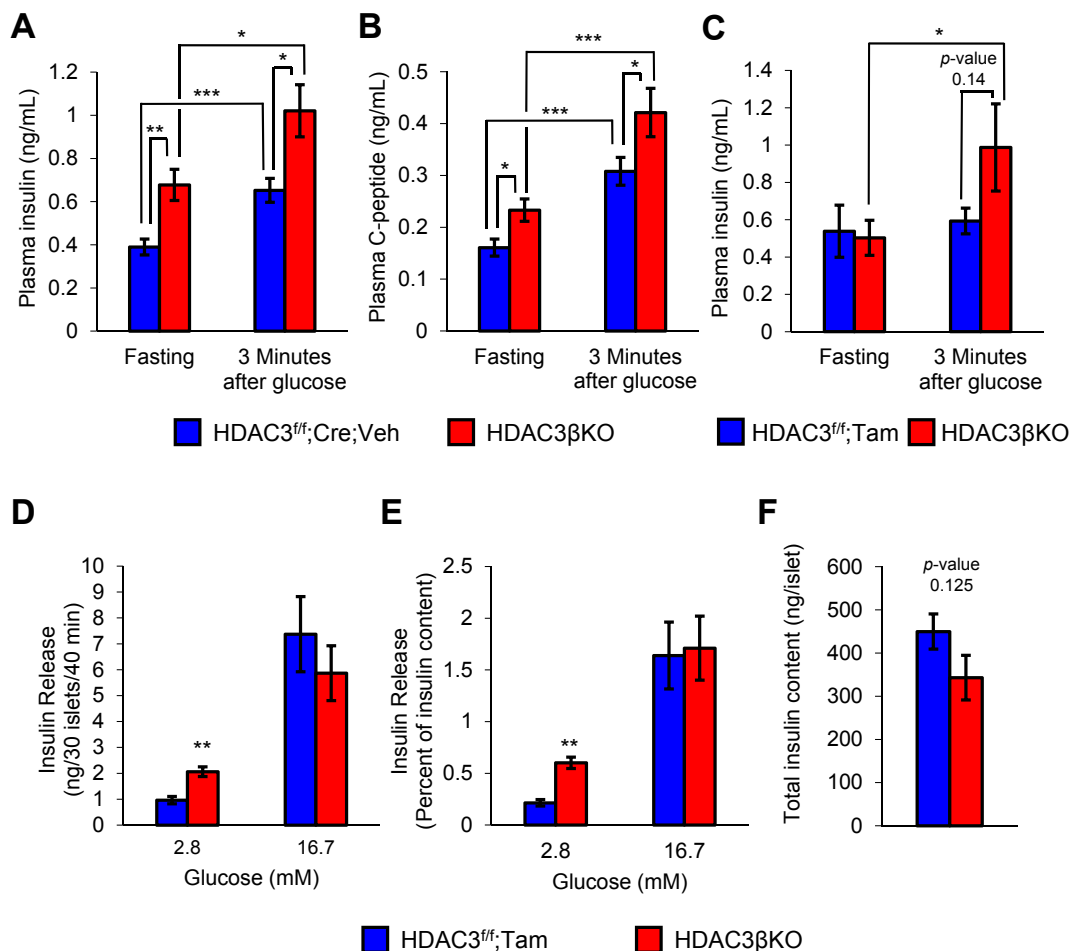 A
Plasma insulin (ng/mL)
1.2
1
0.8
0.6
0.4
0.2
0
**
***
*
*
Fasting
3 Minutes
after glucose
B
Plasma C-peptide (ng/mL)
0.5
0.4
0.3
0.2
0.1
0
*
***
***
*
Fasting
3 Minutes
after glucose
C
Plasma insulin (ng/mL)
1.6
1.4
1.2
1
0.8
0.6
0.4
0.2
0
*
p-value
0.14
Fasting
3 Minutes
after glucose
HDAC3f/f;Cre;Veh
HDAC3βKO
HDAC3f/f;Tam
HDAC3βKO
D
Insulin Release
(ng/30 islets/40 min)
10
9
8
7
6
5
4
3
2
1
0
**
2.8
16.7
Glucose (mM)
E
Insulin Release
(Percent of insulin content)
2.5
2
1.5
1
0.5
0
**
2.8
16.7
Glucose (mM)
F
Total insulin content (ng/islet)
600
500
400
300
200
100
0
p-value
0.125
HDAC3f/f;Tam
HDAC3βKO